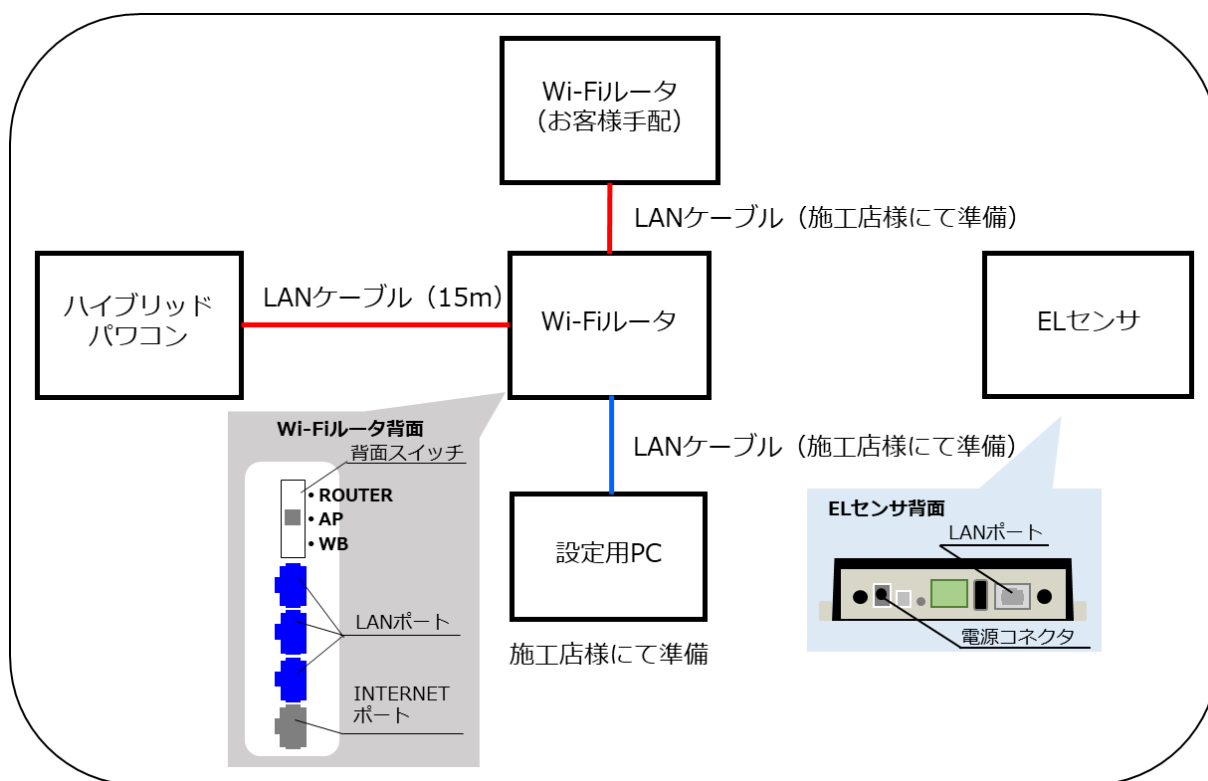 Wi-Fiルータ
（お客様手配）
LANケーブル（施工店様にて準備）
ハイブリッド
パワコン
LANケーブル（15m）
Wi-Fiルータ
ELセンサ
Wi-Fiルータ背面
背面スイッチ
• ROUTER
• AP
• WB
LANポート
INTERNET
ポート
LANケーブル（施工店様にて準備）
設定用PC
施工店様にて準備
ELセンサ背面
LANポート
電源コネクタ